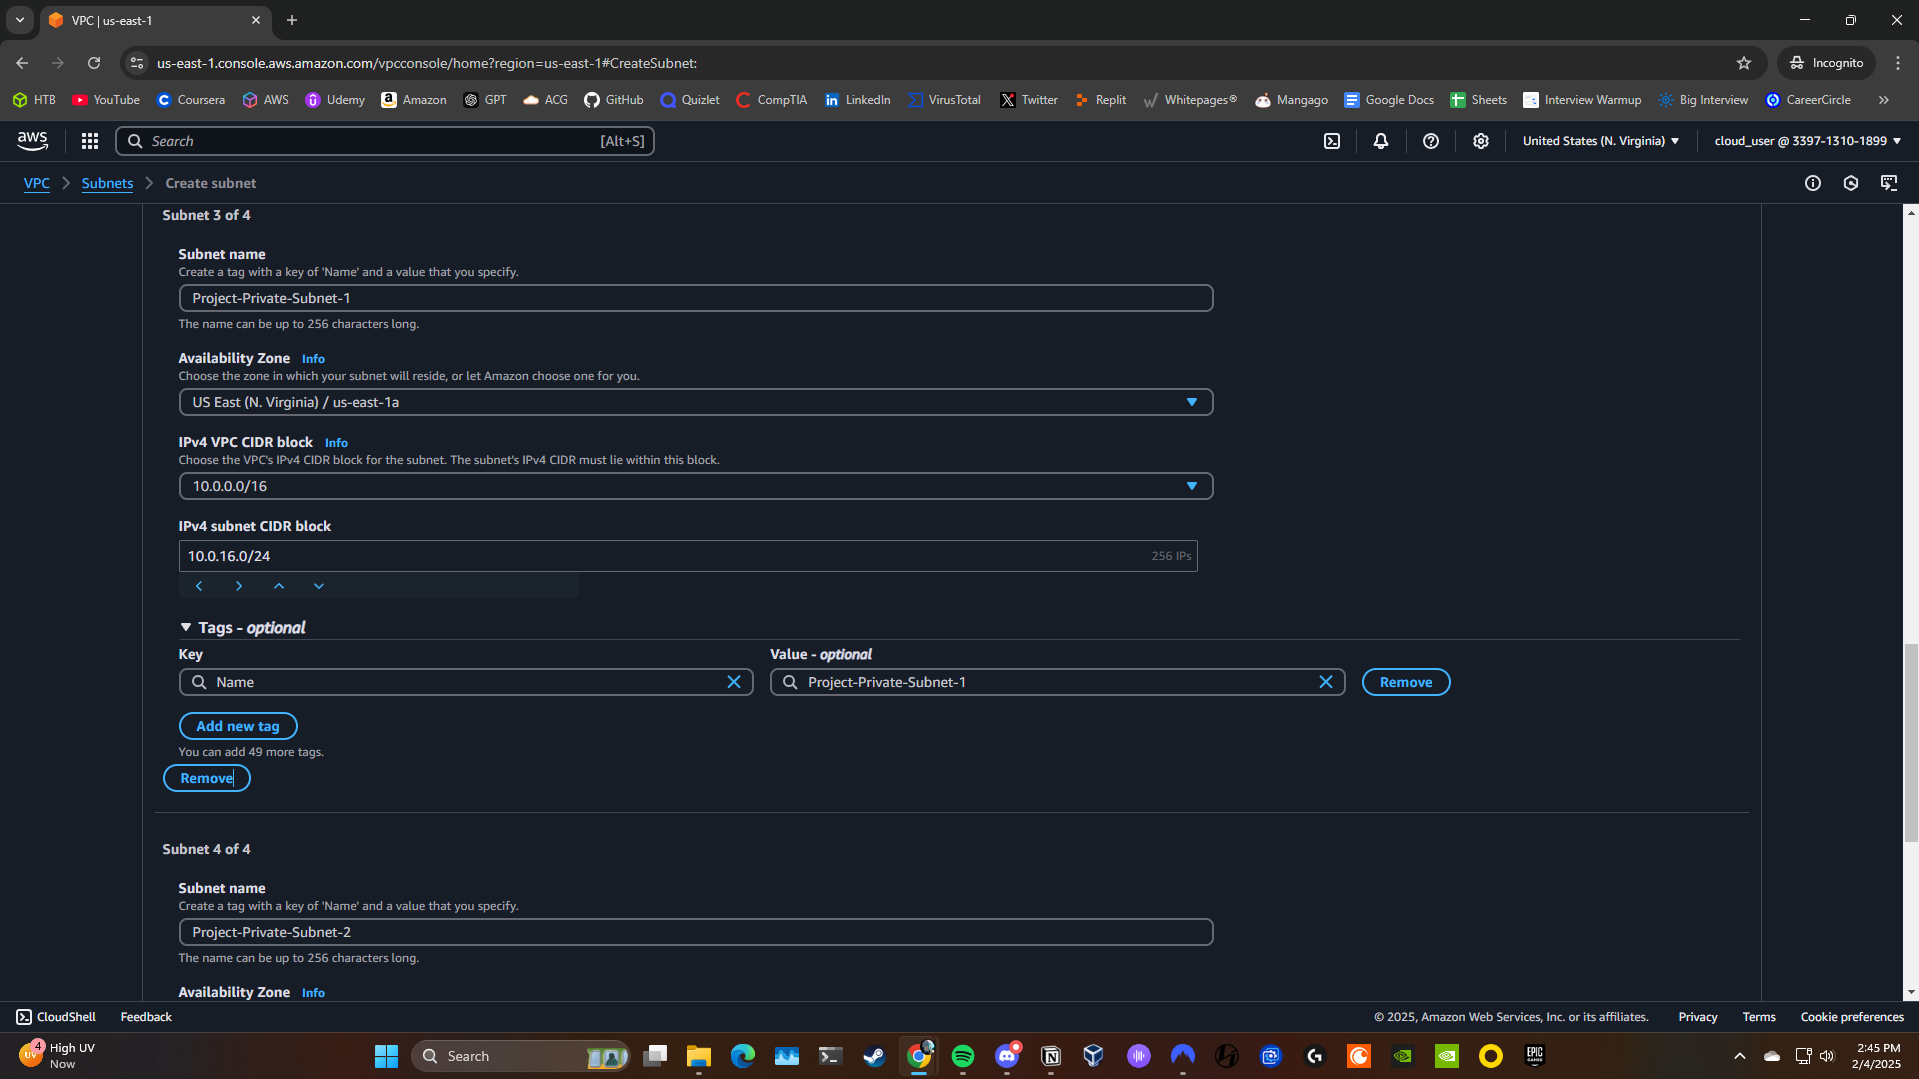 VPC | us-east-1
us-east-1.console.aws.amazon.com/vpcconsole/home?region=us-east-1#CreateSubnet:
Incognito
HTB YouTube Coursera AWS Udemy Amazon GPT ACG GitHub Quizlet CompTIA LinkedIn VirusTotal Twitter Replit Whitepages® Mangago Google Docs Sheets Interview Warmup Big Interview CareerCircle
aws Search [Alt+S] United States (N. Virginia) cloud_user @ 3397-1310-1899
VPC Subnets Create subnet
Subnet 3 of 4
Subnet name
Create a tag with a key of 'Name' and a value that you specify.
Project-Private-Subnet-1
The name can be up to 256 characters long.
Availability Zone Info
Choose the zone in which your subnet will reside, or let Amazon choose one for you.
US East (N. Virginia) / us-east-1a
IPv4 VPC CIDR block Info
Choose the VPC's IPv4 CIDR block for the subnet. The subnet's IPv4 CIDR must lie within this block.
10.0.0.0/16
IPv4 subnet CIDR block
10.0.16.0/24 256 IPs
Tags - optional
Key Value - optional
Name Project-Private-Subnet-1 Remove
Add new tag
You can add 49 more tags.
Remove
Subnet 4 of 4
Subnet name
Create a tag with a key of 'Name' and a value that you specify.
Project-Private-Subnet-2
The name can be up to 256 characters long.
Availability Zone Info
CloudShell Feedback © 2025, Amazon Web Services, Inc. or its affiliates. Privacy Terms Cookie preferences
4 UV High UV
Now
Search
EPIC GAMES
2:45 PM
2/4/2025